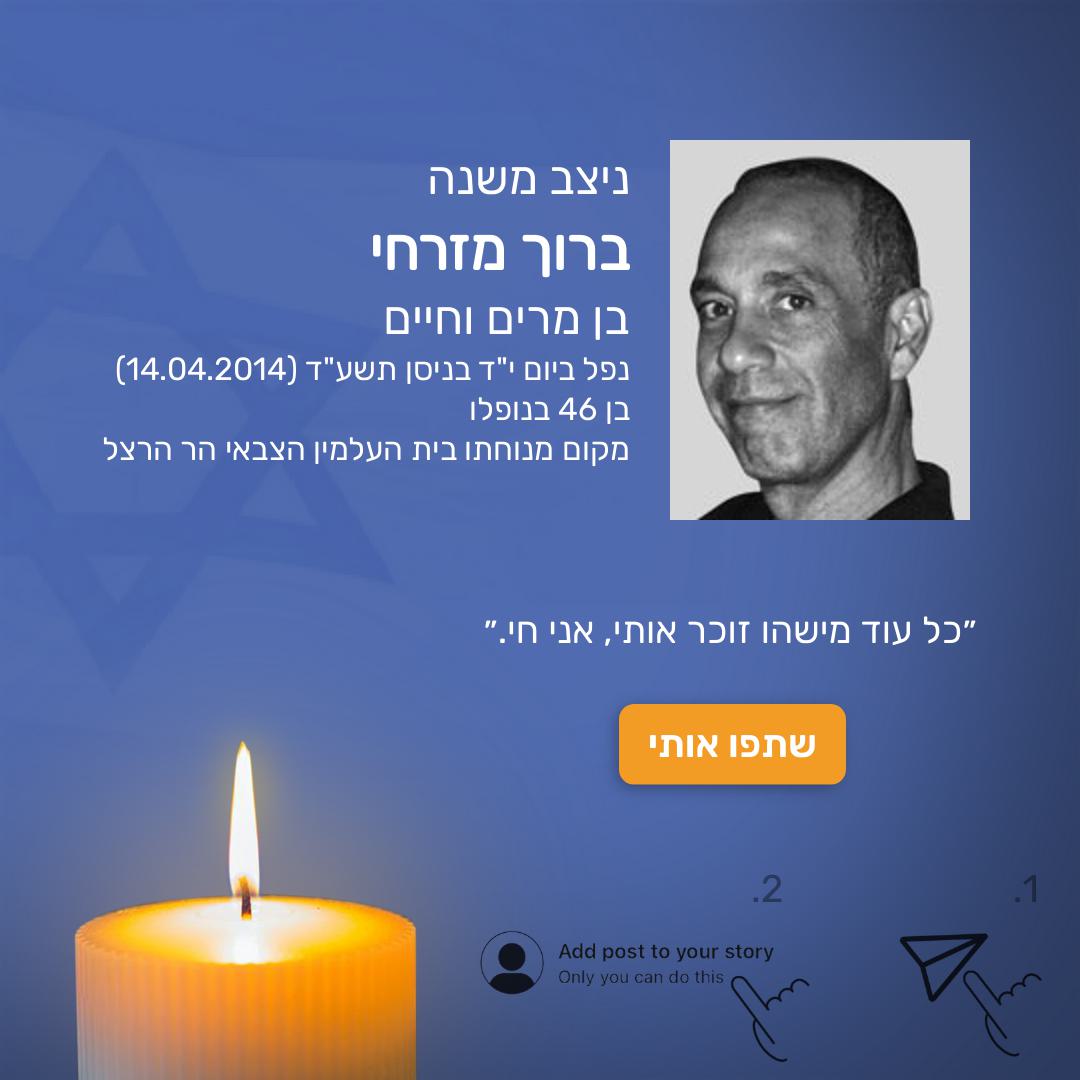 ניצב משנה
ברוך מזרחי
בן מרים וחיים
נפל ביום י"ד בניסן תשע"ד (14.04.2014)
בן 46 בנופלו
מקום מנוחתו בית העלמין הצבאי הר הרצל
״כל עוד מישהו זוכר אותי, אני חי.״
שתפו אותי
.1
.2
Add post to your story
Only you can do this